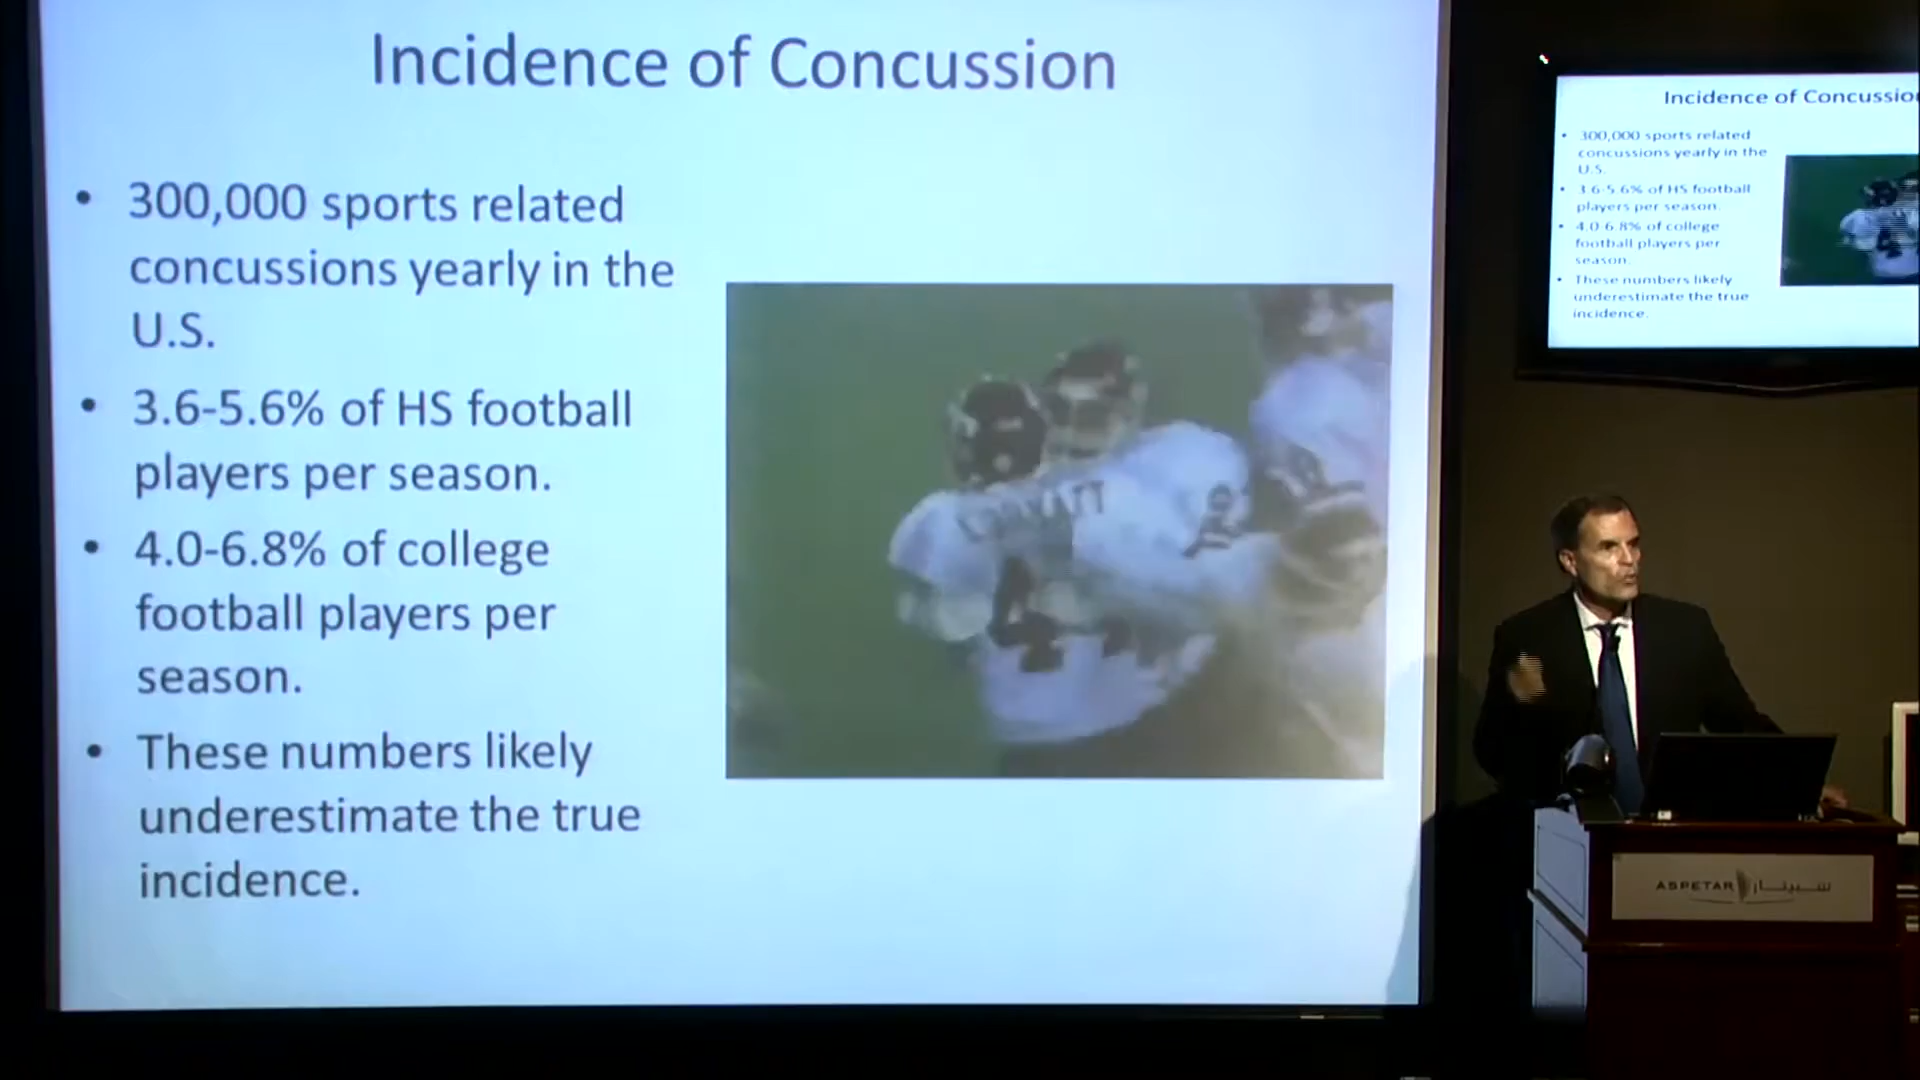 Incidence of Concussion
• 300,000 sports related
concussions yearly in the
U.S.
• 3.6-5.6% of HS football
players per season.
• 4.0-6.8% of college
football players per
season.
• These numbers likely
underestimate the true
incidence.
4
Incidence of Concussio
• 300,000 sports related
concussions yearly in the
U.S.
• 3.6-5.6% of HS football
players per season.
• 4.0-6.8% of college
football players per
season.
• These numbers likely
underestimate the true
incidence.
4
ASPETAR سبيتار